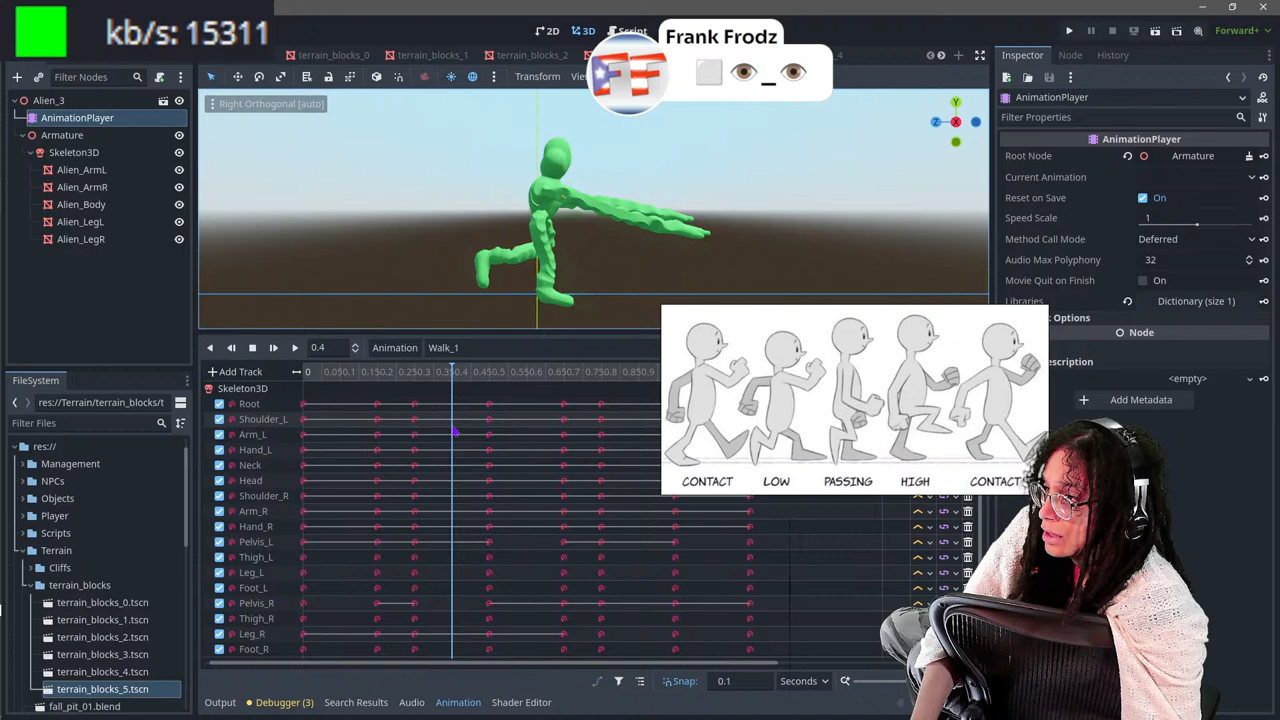 kb/s: 15311
Frank Frodz
2D
3D
Script
Forward+
Filter Nodes
terrain_blocks_0
terrain_blocks_1
terrain_blocks_2
Inspector
Node
History
Transform
Alien_3
AnimationPlayer
Armature
Skeleton3D
Alien_ArmL
Alien_ArmR
Alien_Body
Alien_LegL
Alien_LegR
Right Orthogonal [auto]
Y
Z
X
AnimationPlayer
Filter Properties
AnimationPlayer
Root Node
Armature
Current Animation
Reset on Save
On
Speed Scale
1
Method Call Mode
Deferred
Audio Max Polyphony
32
Movie Quit on Finish
On
Libraries
Dictionary (size 1)
Options
Node
<empty>
Add Metadata
0.4
Animation
Walk_1
Add Track
Skeleton3D
Root
Shoulder_L
Arm_L
Hand_L
Neck
Head
Shoulder_R
Arm_R
Hand_R
Pelvis_L
Thigh_L
Leg_L
Foot_L
Pelvis_R
Thigh_R
Leg_R
Foot_R
CONTACT
LOW
PASSING
HIGH
CONTACT
FileSystem
res://Terrain/terrain_blocks/t
Filter Files
res://
Management
NPCs
Objects
Player
Scripts
Terrain
Cliffs
terrain_blocks
terrain_blocks_0.tscn
terrain_blocks_1.tscn
terrain_blocks_2.tscn
terrain_blocks_3.tscn
terrain_blocks_4.tscn
terrain_blocks_5.tscn
fall_pit_01.blend
Snap:
0.1
Seconds
Output
Debugger (3)
Search Results
Audio
Animation
Shader Editor